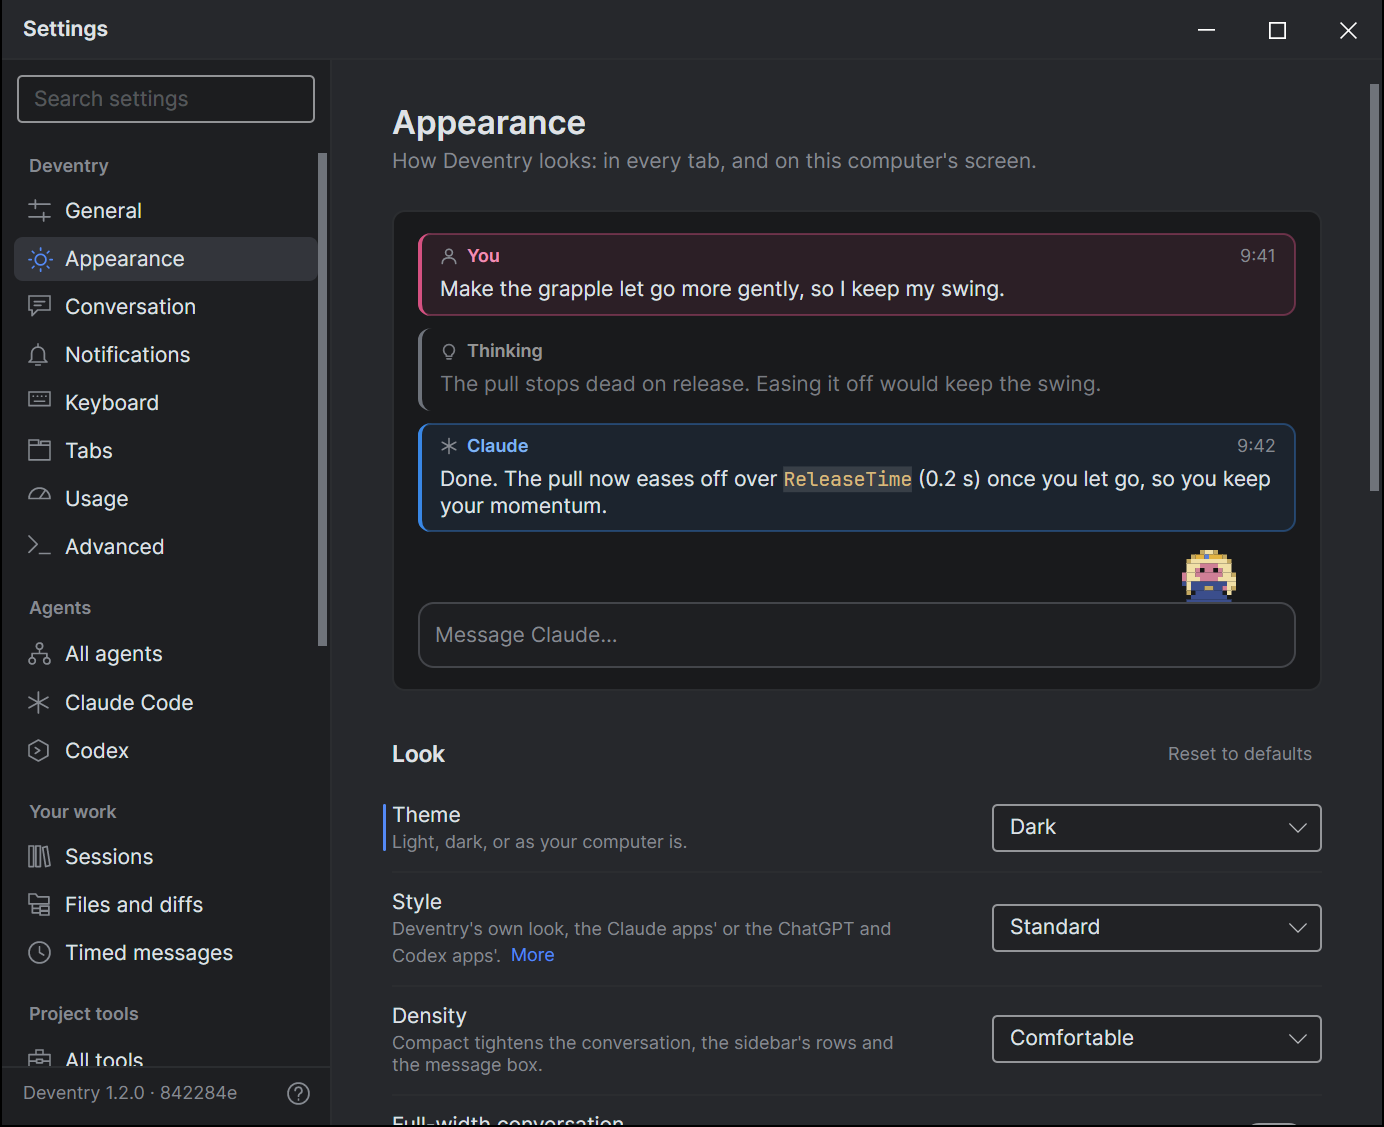 Settings
Search settings
Deventry
General
Appearance
Conversation
Notifications
Keyboard
Tabs
Usage
Advanced
Agents
All agents
Claude Code
Codex
Your work
Sessions
Files and diffs
Timed messages
Project tools
All tools
Deventry 1.2.0 · 842284e
Appearance
How Deventry looks: in every tab, and on this computer's screen.
You 9:41
Make the grapple let go more gently, so I keep my swing.
Thinking
The pull stops dead on release. Easing it off would keep the swing.
Claude 9:42
Done. The pull now eases off over ReleaseTime (0.2 s) once you let go, so you keep
your momentum.
Message Claude...
Look Reset to defaults
Theme
Light, dark, or as your computer is.
Dark
Style
Deventry's own look, the Claude apps' or the ChatGPT and
Codex apps'. More
Standard
Density
Compact tightens the conversation, the sidebar's rows and
the message box.
Comfortable
Full-width conversation